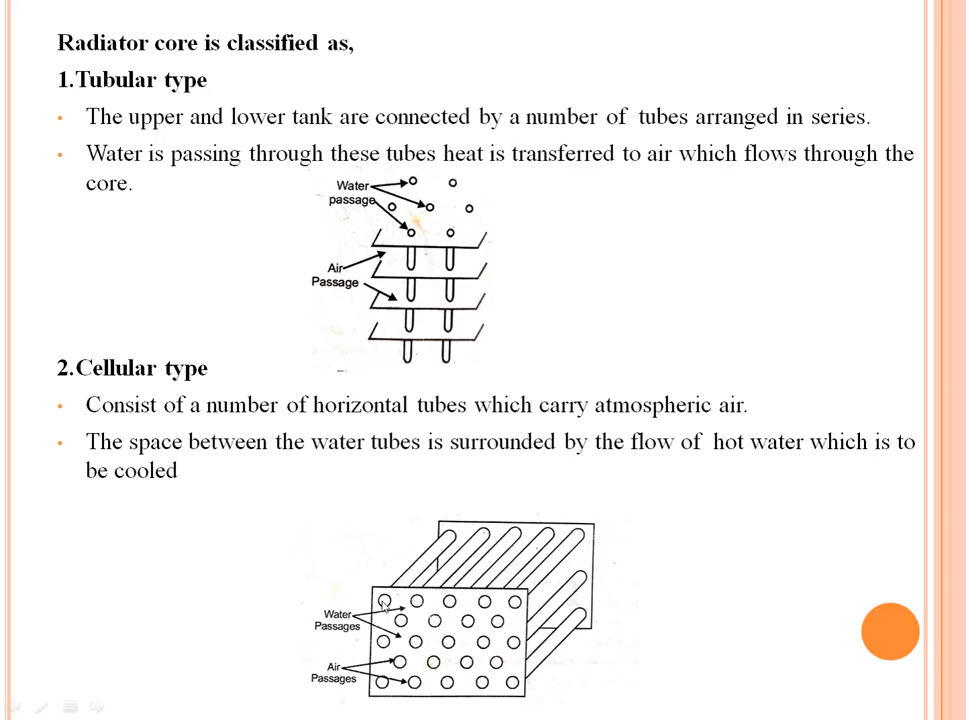 Radiator core is classified as,
1.Tubular type
• The upper and lower tank are connected by a number of tubes arranged in series.
• Water is passing through these tubes heat is transferred to air which flows through the
core.
Water
passage
Air
Passage
2.Cellular type
• Consist of a number of horizontal tubes which carry atmospheric air.
• The space between the water tubes is surrounded by the flow of hot water which is to
be cooled
Water
Passages
Air
Passages